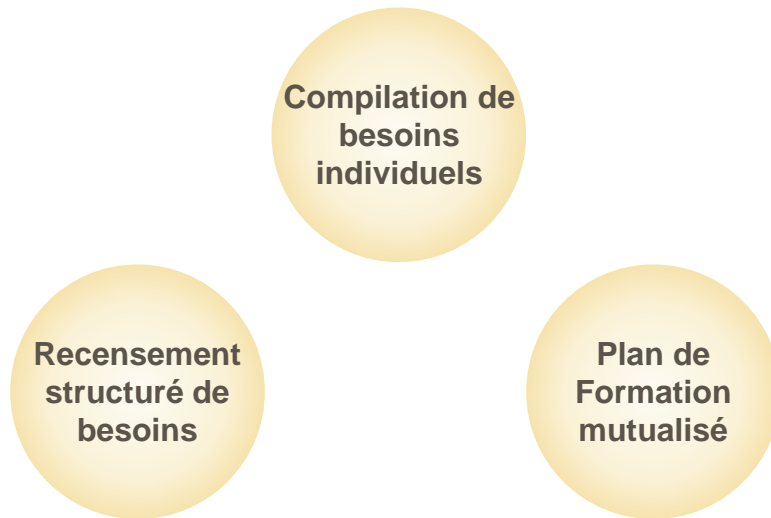 Compilation de
besoins
individuels
Recensement
structuré de
besoins
Plan de
Formation
mutualisé